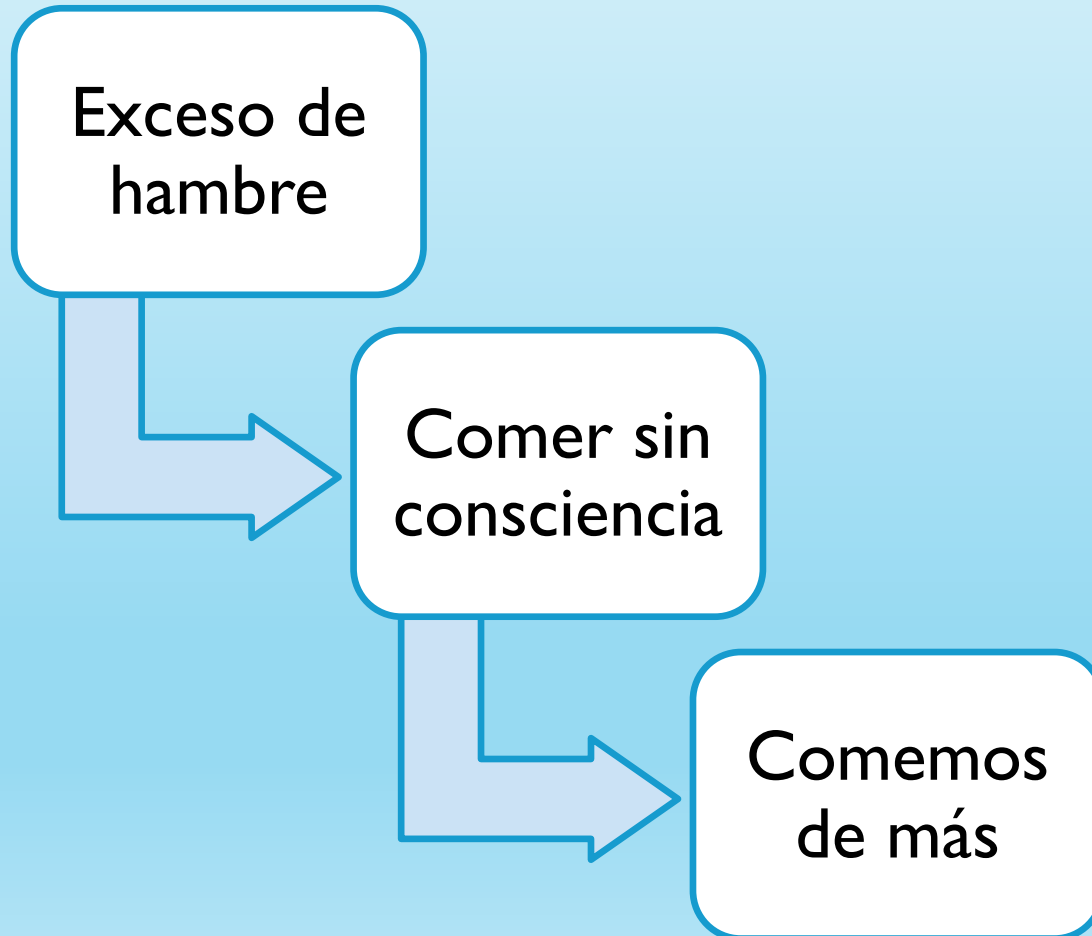 Exceso de
hambre
Comer sin
consciencia
Comemos
de más